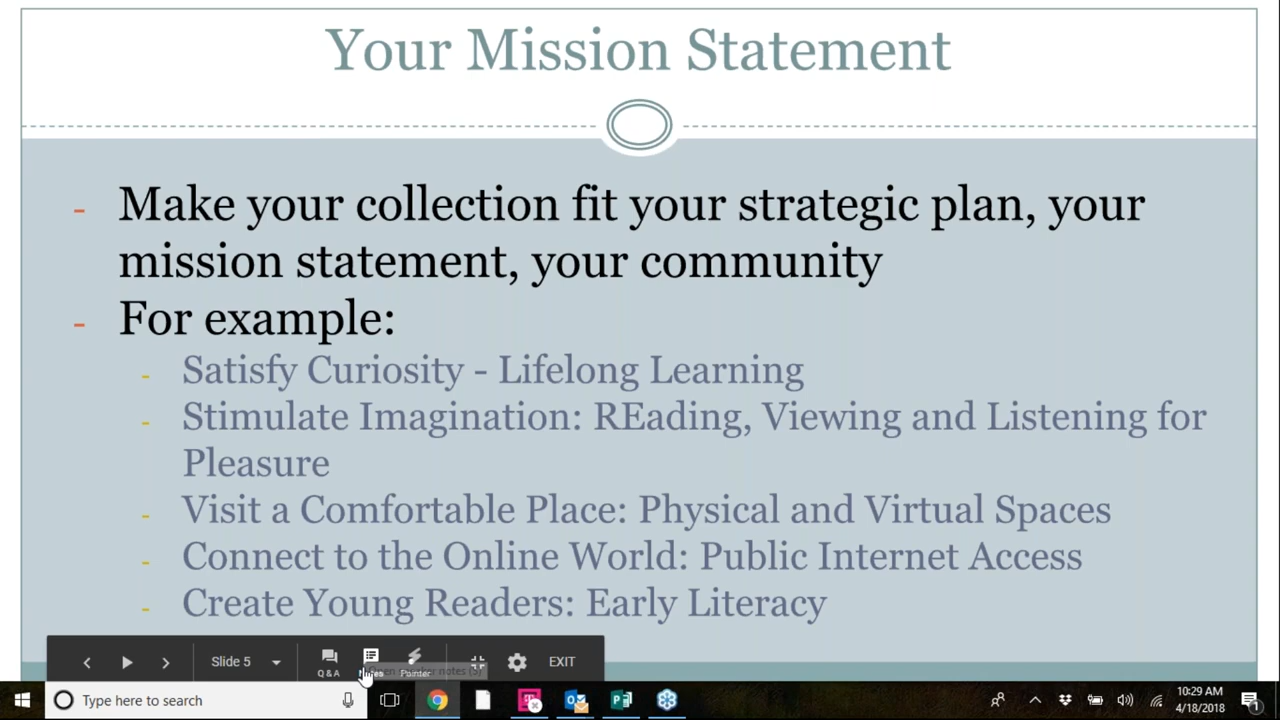 Your Mission Statement
- Make your collection fit your strategic plan, your
mission statement, your community
- For example:
- Satisfy Curiosity - Lifelong Learning
- Stimulate Imagination: REading, Viewing and Listening for
Pleasure
- Visit a Comfortable Place: Physical and Virtual Spaces
- Connect to the Online World: Public Internet Access
- Create Young Readers: Early Literacy
Slide 5
Q&A
Pointer
EXIT
Type here to search
10:29 AM
4/18/2018
1